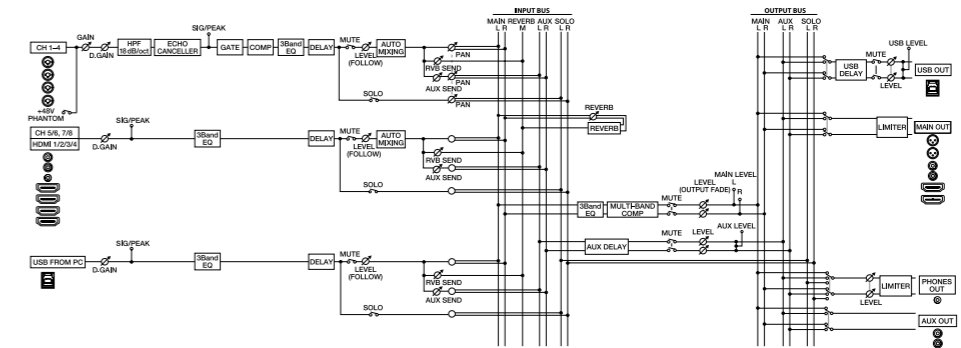 INPUT BUS
MAIN REVERB AUX SOLO
L R M L R L R
OUTPUT BUS
MAIN AUX SOLO
L R L R L R
CH 1–4
GAIN
D.GAIN
HPF
18dB/oct
ECHO
CANCELLER
SIG/PEAK
GATE
COMP
3Band
EQ
DELAY
MUTE
LEVEL
(FOLLOW)
AUTO
MIXING
PAN
RVB SEND
AUX SEND
PAN
SOLO
PAN
+48V
PHANTOM
USB LEVEL
MUTE
USB
DELAY
LEVEL
USB OUT
REVERB
REVERB
LIMITER
MAIN OUT
CH 5/6, 7/8
HDMI 1/2/3/4
D.GAIN
SIG/PEAK
3Band
EQ
DELAY
MUTE
LEVEL
(FOLLOW)
AUTO
MIXING
RVB SEND
AUX SEND
SOLO
3Band
EQ
MULTI-BAND
COMP
MUTE
LEVEL
(OUTPUT FADE)
MAIN LEVEL
L
R
AUX DELAY
MUTE
LEVEL
AUX LEVEL
USB FROM PC
D.GAIN
SIG/PEAK
3Band
EQ
DELAY
MUTE
LEVEL
(FOLLOW)
RVB SEND
AUX SEND
SOLO
LEVEL
LIMITER
PHONES
OUT
AUX OUT